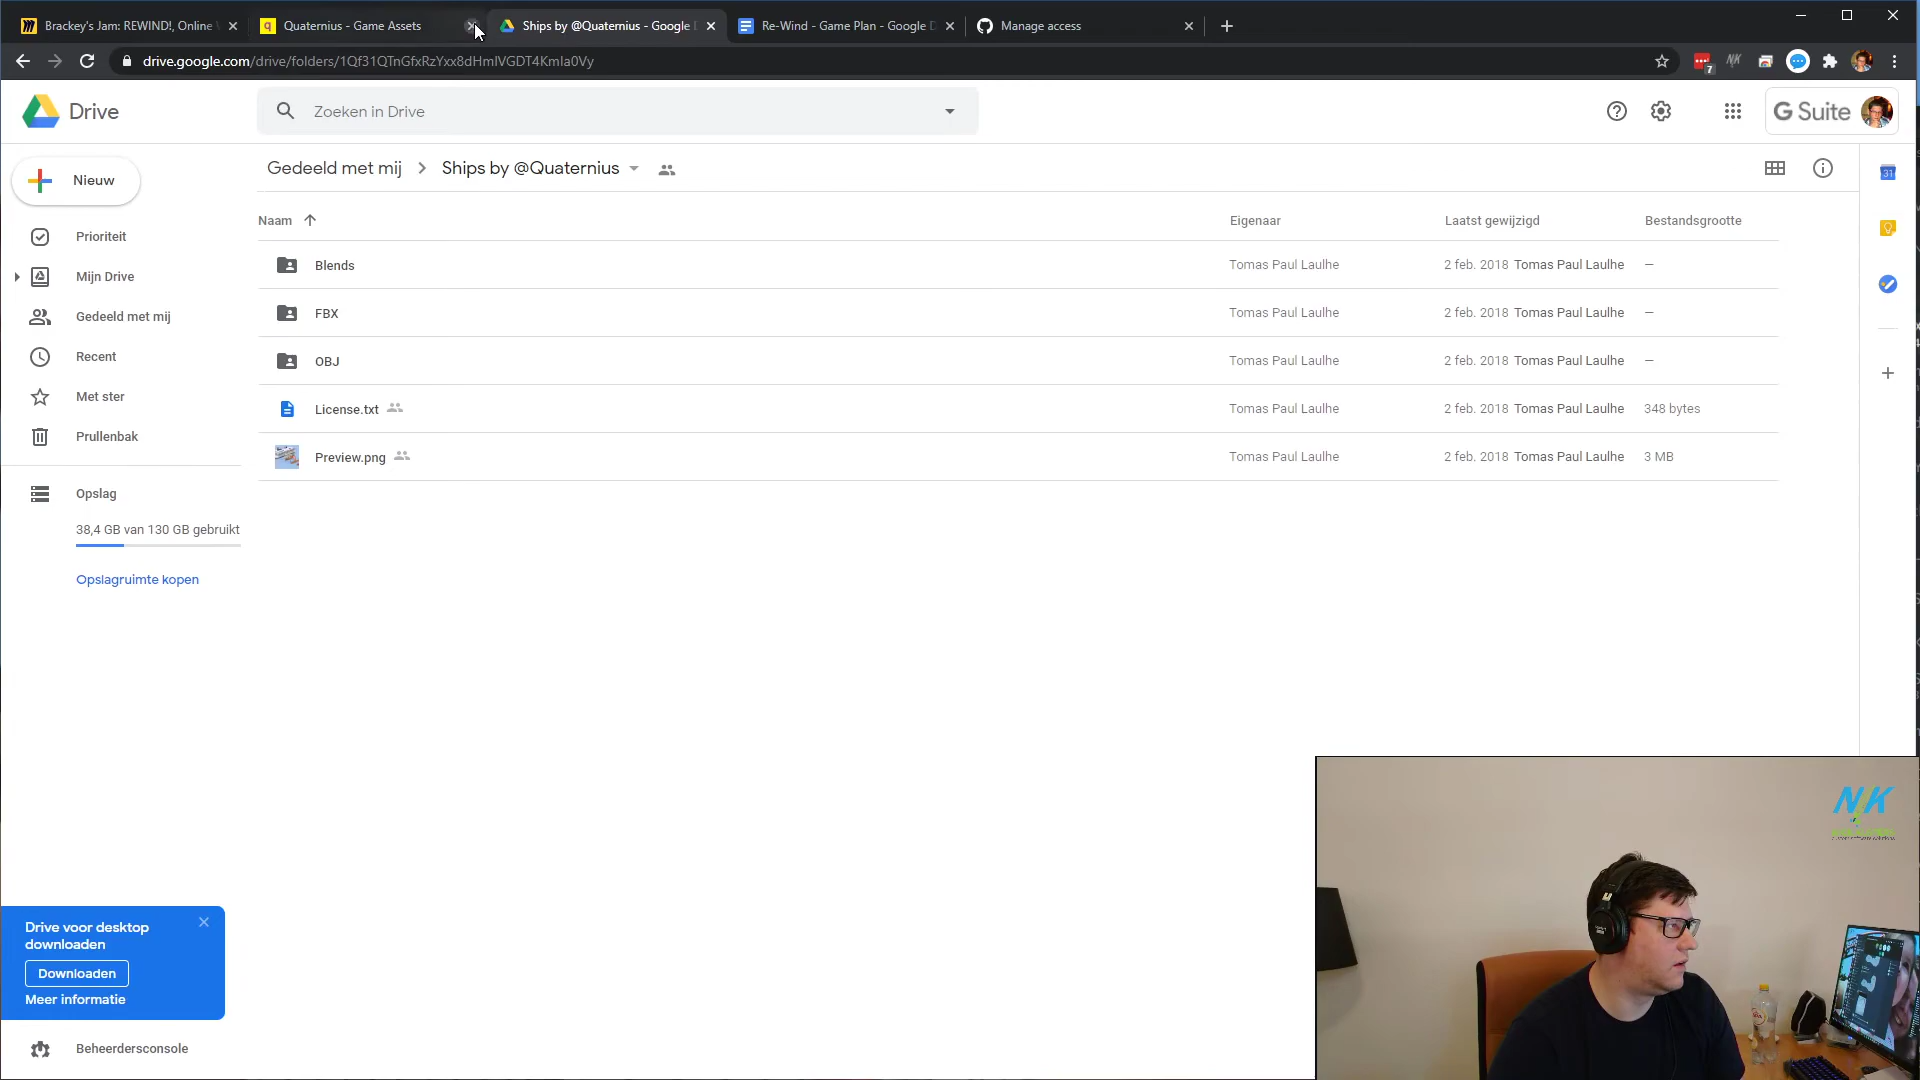 Brackey's Jam: REWIND!, Online
Quaternius - Game Assets
Ships by @Quaternius - Google
Re-Wind - Game Plan - Google D
Manage access
drive.google.com/drive/folders/1Qf31QTnGfxRzYxx8dHmIVGDT4Kmla0Vy
7
Drive
Zoeken in Drive
G Suite
Nieuw
Gedeeld met mij
Ships by @Quaternius
31
Naam
Eigenaar
Laatst gewijzigd
Bestandsgrootte
Prioriteit
Mijn Drive
Gedeeld met mij
Recent
Met ster
Prullenbak
Blends
Tomas Paul Laulhe
2 feb. 2018 Tomas Paul Laulhe
—
FBX
Tomas Paul Laulhe
2 feb. 2018 Tomas Paul Laulhe
—
OBJ
Tomas Paul Laulhe
2 feb. 2018 Tomas Paul Laulhe
—
License.txt
Tomas Paul Laulhe
2 feb. 2018 Tomas Paul Laulhe
348 bytes
Preview.png
Tomas Paul Laulhe
2 feb. 2018 Tomas Paul Laulhe
3 MB
Opslag
38,4 GB van 130 GB gebruikt
Opslagruimte kopen
Drive voor desktop
downloaden
Downloaden
Meer informatie
Beheerdersconsole